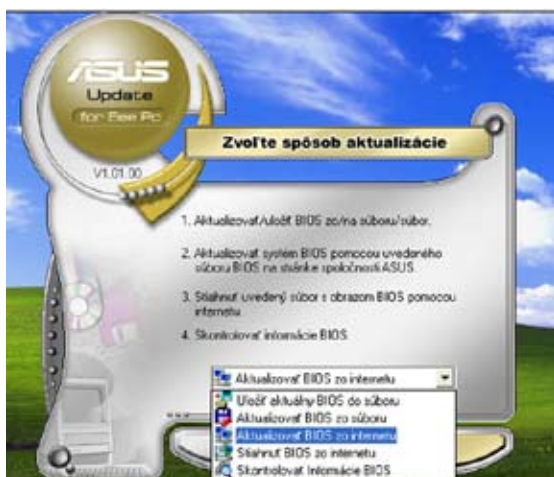 ASUS
Update
for Eee Pc
V1.01.00
Zvoľte spôsob aktualizácie
1. Aktualizovať/uložiť BIOS zo/na súboru/súbor.
2. Aktualizovať systém BIOS pomocou uvedeného
súboru BIOS na stránke spoločnosti ASUS.
3. Stiahnuť uvedený súbor s obrazom BIOS pomocou
internetu.
4. Skontrolovať informácie BIOS
Aktualizovať BIOS zo internetu
Uložiť aktuálny BIOS do súboru
Aktualizovať BIOS zo súboru
Aktualizovať BIOS zo internetu
Stiahnuť BIOS zo internetu
Skontrolovať Informácie BIOS